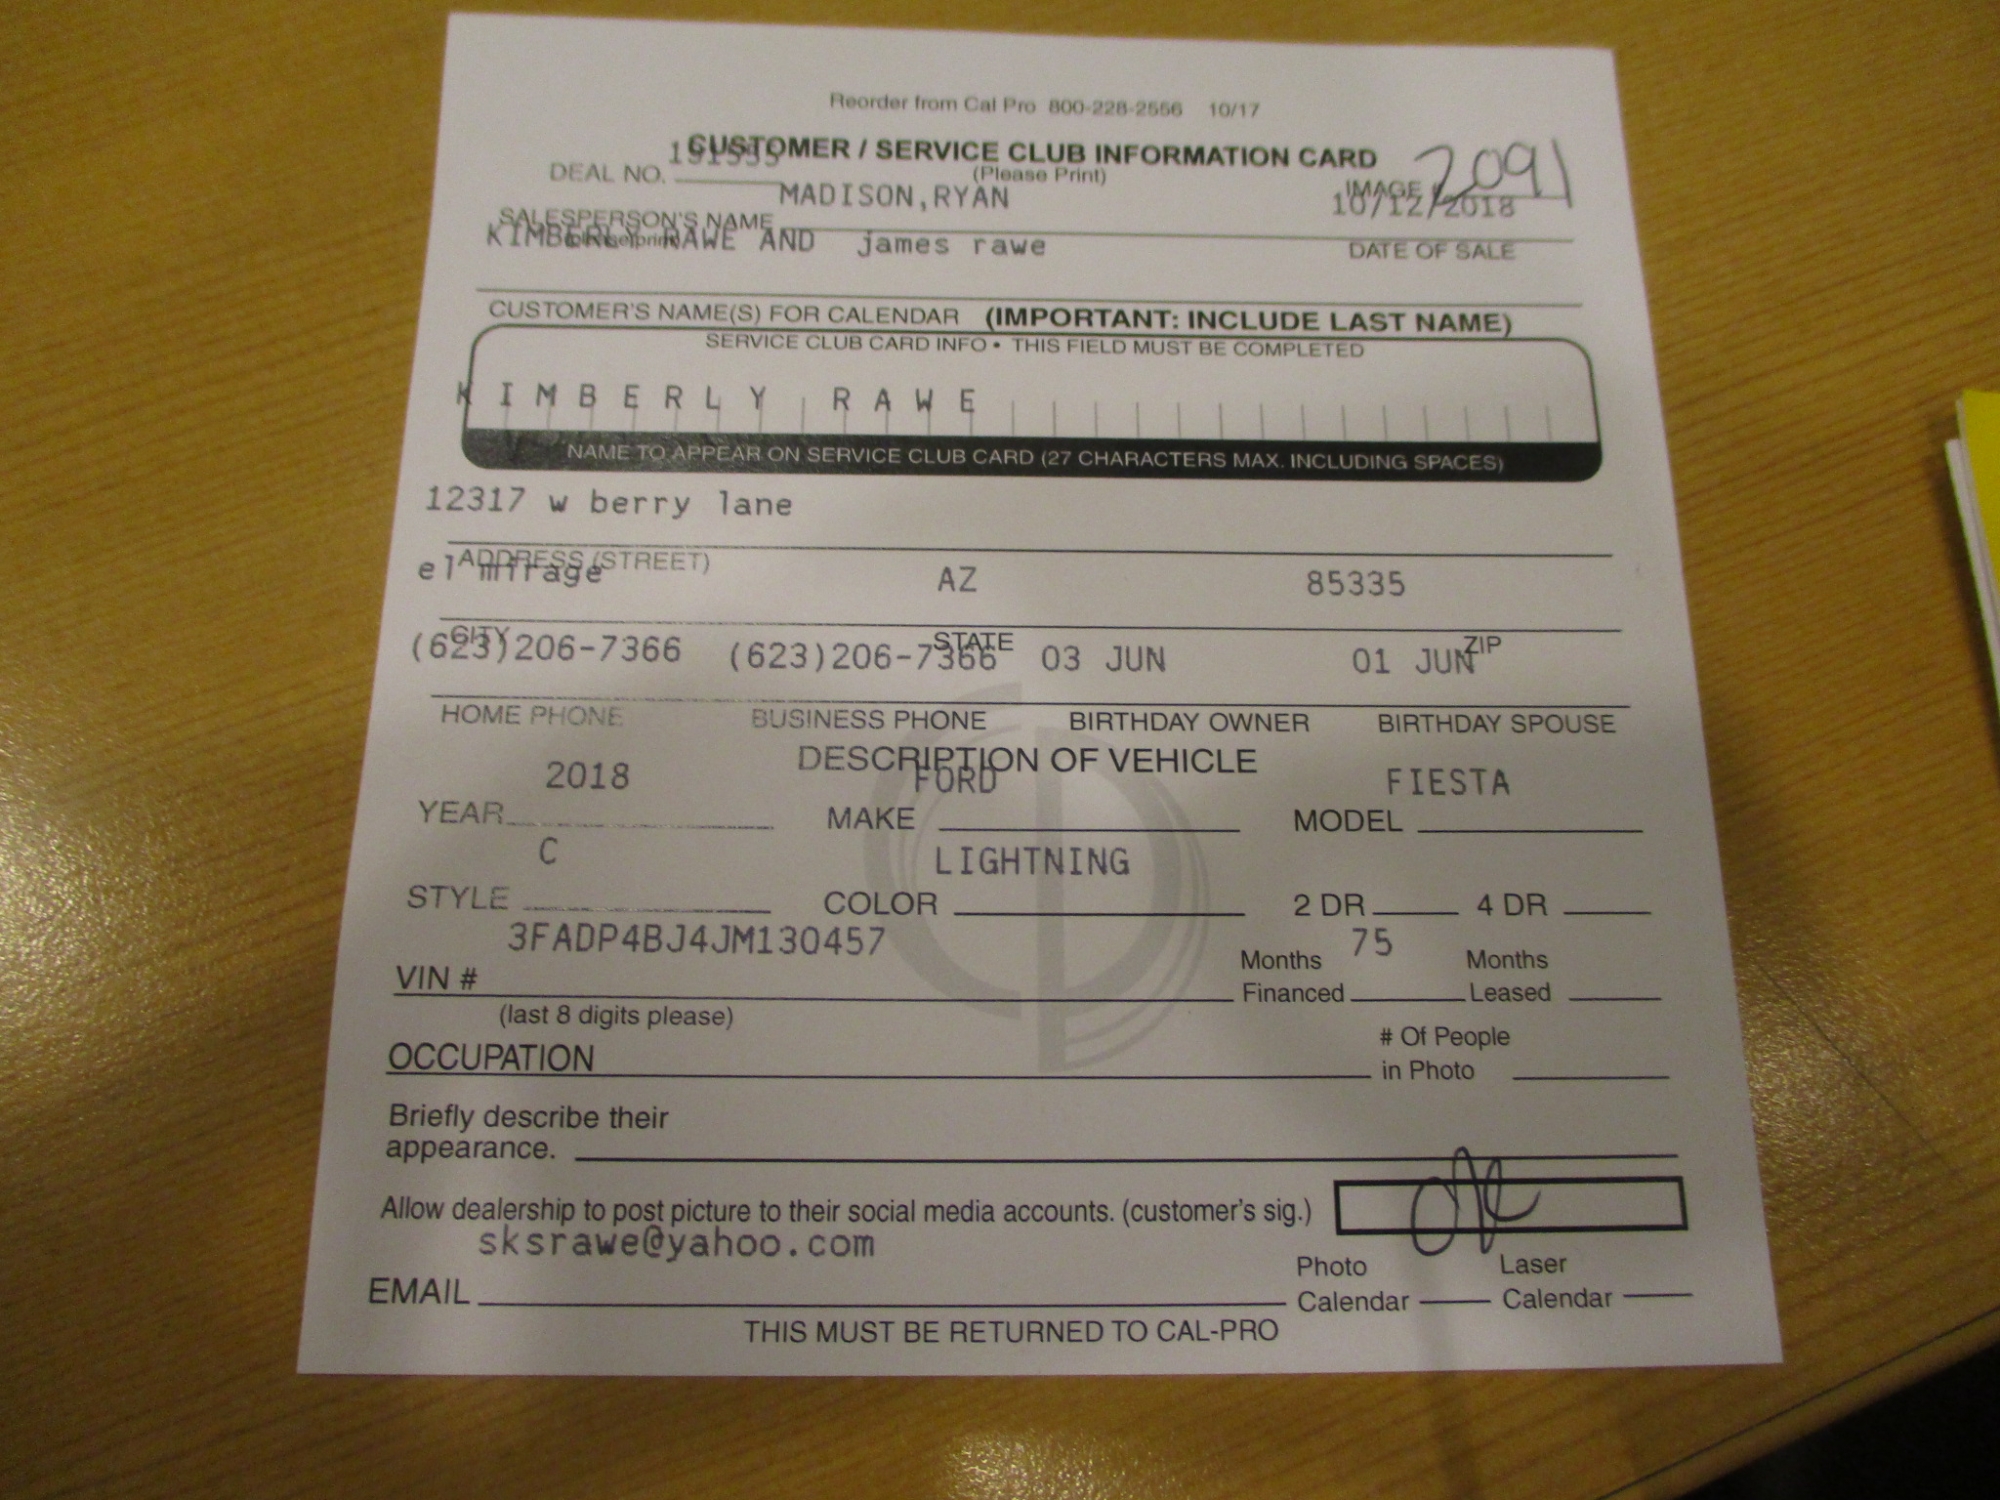 Reorder from Cal Pro 800-228-2556 10/17
CUSTOMER / SERVICE CLUB INFORMATION CARD
(Please Print)
DEAL NO.
IMAGE # 2091
MADISON,RYAN 10/12/2018
SALESPERSON'S NAME
(please print)
DATE OF SALE
KIMBERLY RAWE AND james rawe
CUSTOMER'S NAME(S) FOR CALENDAR (IMPORTANT: INCLUDE LAST NAME)
SERVICE CLUB CARD INFO • THIS FIELD MUST BE COMPLETED
KIMBERLY RAWE
NAME TO APPEAR ON SERVICE CLUB CARD (27 CHARACTERS MAX. INCLUDING SPACES)
12317 w berry lane
ADDRESS (STREET)
el mirage AZ 85335
CITY STATE ZIP
(623)206-7366 (623)206-7366 03 JUN 01 JUN
HOME PHONE BUSINESS PHONE BIRTHDAY OWNER BIRTHDAY SPOUSE
DESCRIPTION OF VEHICLE
2018 FORD FIESTA
YEAR MAKE MODEL
C LIGHTNING
STYLE COLOR 2 DR 4 DR
3FADP4BJ4JM130457 75
VIN # Months Financed Months Leased
(last 8 digits please)
OCCUPATION # Of People in Photo
Briefly describe their
appearance.
Allow dealership to post picture to their social media accounts. (customer's sig.)
sksrawe@yahoo.com
EMAIL Photo Calendar Laser Calendar
THIS MUST BE RETURNED TO CAL-PRO